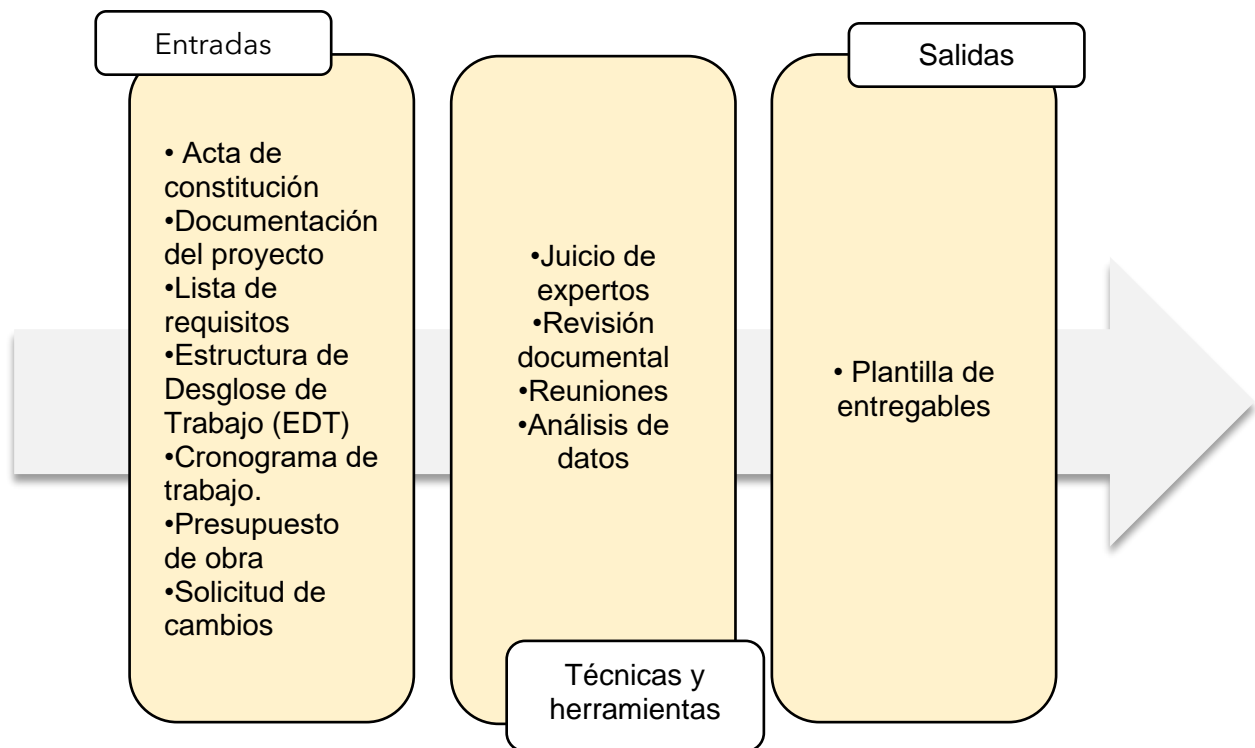 Entradas
• Acta de
constitución
•Documentación
del proyecto
•Lista de
requisitos
•Estructura de
Desglose de
Trabajo (EDT)
•Cronograma de
trabajo.
•Presupuesto
de obra
•Solicitud de
cambios
•Juicio de
expertos
•Revisión
documental
•Reuniones
•Análisis de
datos
Técnicas y
herramientas
Salidas
• Plantilla de
entregables